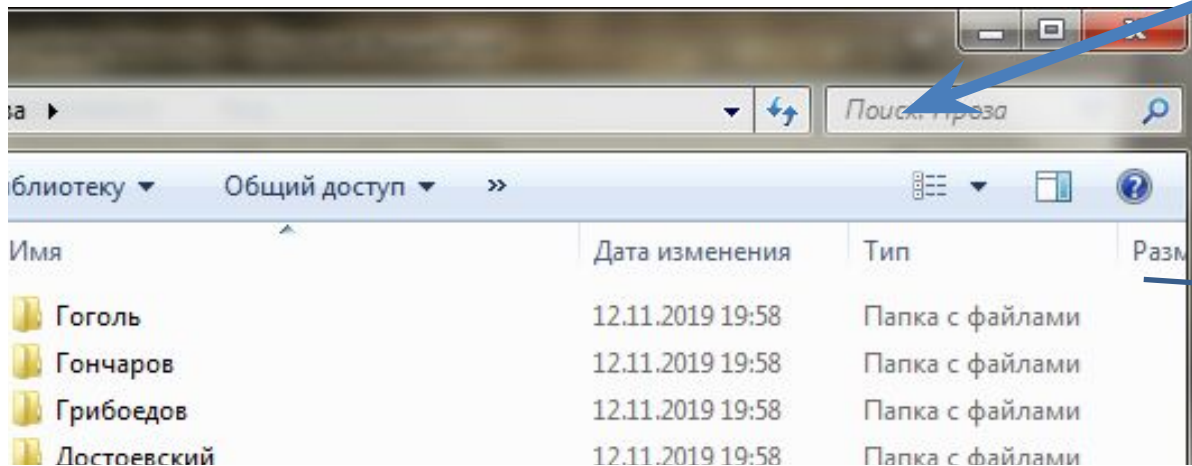 Поиск: Проза
Общий доступ
Имя Дата изменения Тип
Гоголь 12.11.2019 19:58 Папка с файлами
Гончаров 12.11.2019 19:58 Папка с файлами
Грибоедов 12.11.2019 19:58 Папка с файлами
Достоевский 12.11.2019 19:58 Папка с файлами